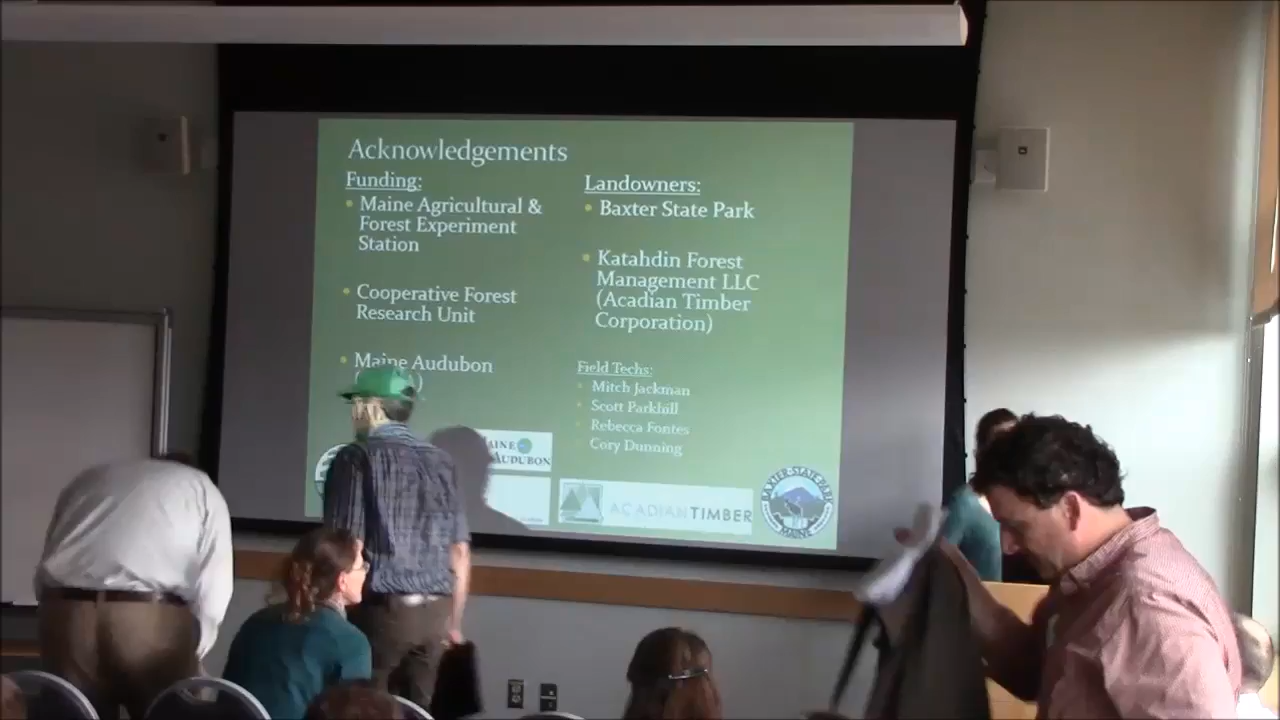 Acknowledgements
Funding:
• Maine Agricultural &
Forest Experiment
Station
• Cooperative Forest
Research Unit
• Maine Audubon
)
Landowners:
• Baxter State Park
• Katahdin Forest
Management LLC
(Acadian Timber
Corporation)
Field Techs:
• Mitch Jackman
• Scott Parkhill
• Rebecca Fontes
Cory Dunning
AINE
AUDUBON
ACADIAN TIMBER
BAXTER STATE PARK
MAINE